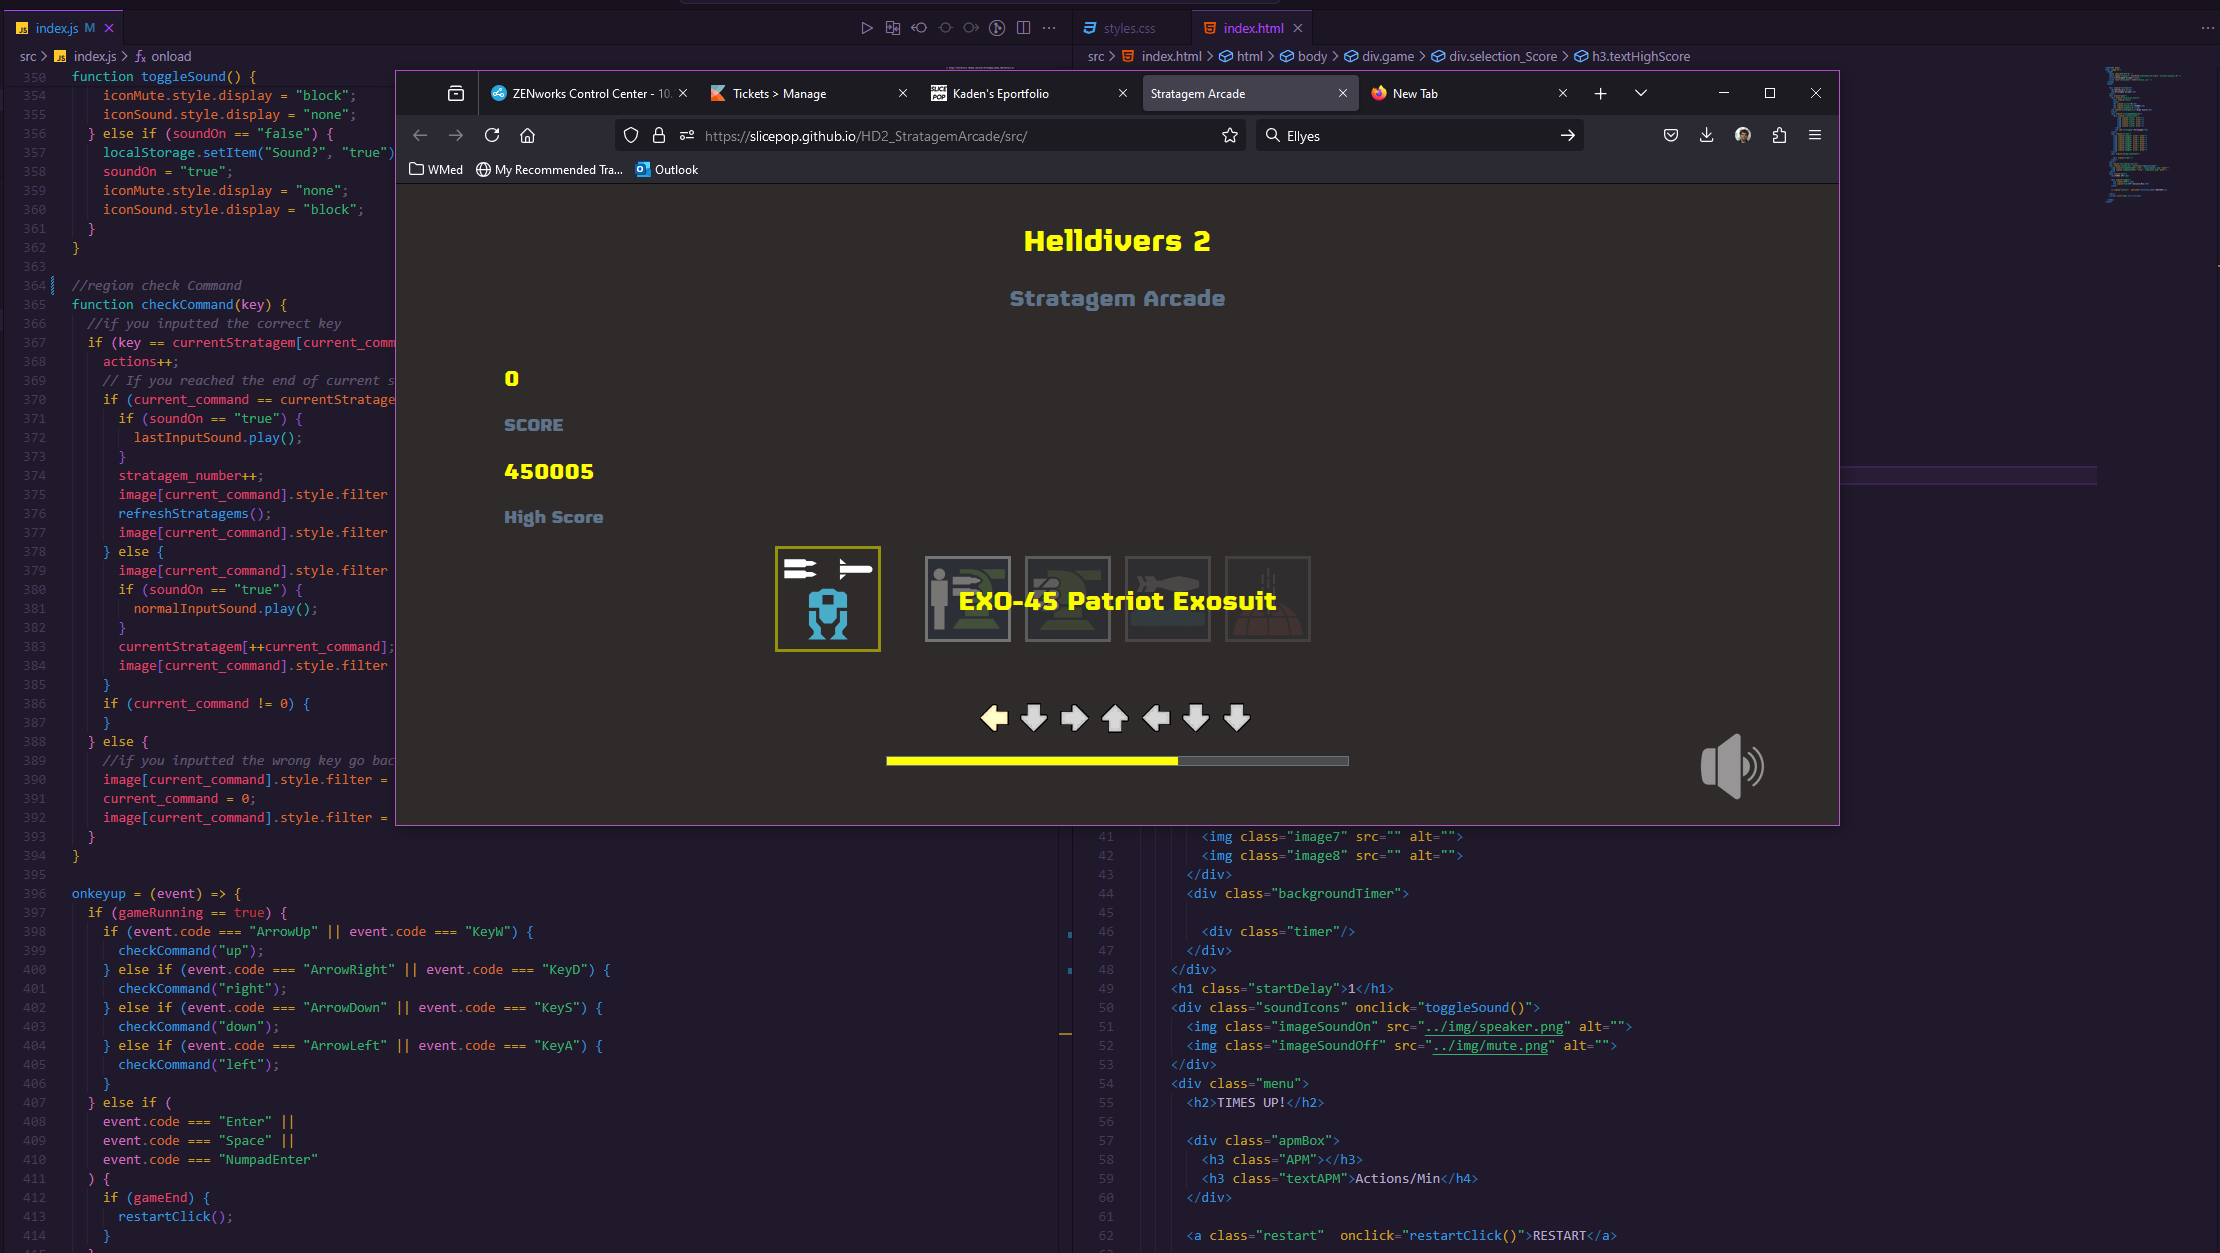 index.js M
styles.css
index.html
src > index.js > onload
src > index.html > html > body > div.game > div.selection_Score > h3.textHighScore
350 function toggleSound() {
354 iconMute.style.display = "block";
355 iconSound.style.display = "none";
356 } else if (soundOn == "false") {
357 localStorage.setItem("Sound?", "true")
358 soundOn = "true";
359 iconMute.style.display = "none";
360 iconSound.style.display = "block";
361 }
362 }
363
364 //region check Command
365 function checkCommand(key) {
366 //if you inputted the correct key
367 if (key == currentStratagem[current_comm
368 actions++;
369 // If you reached the end of current s
370 if (current_command == currentStratage
371 if (soundOn == "true") {
372 lastInputSound.play();
373 }
374 stratagem_number++;
375 image[current_command].style.filter
376 refreshStratagems();
377 image[current_command].style.filter
378 } else {
379 image[current_command].style.filter
380 if (soundOn == "true") {
381 normalInputSound.play();
382 }
383 currentStratagem[++current_command];
384 image[current_command].style.filter
385 }
386 if (current_command != 0) {
387 }
388 } else {
389 //if you inputted the wrong key go bac
390 image[current_command].style.filter =
391 current_command = 0;
392 image[current_command].style.filter =
393 }
394 }
395
396 onkeyup = (event) => {
397 if (gameRunning == true) {
398 if (event.code === "ArrowUp" || event.code === "KeyW") {
399 checkCommand("up");
400 } else if (event.code === "ArrowRight" || event.code === "KeyD") {
401 checkCommand("right");
402 } else if (event.code === "ArrowDown" || event.code === "KeyS") {
403 checkCommand("down");
404 } else if (event.code === "ArrowLeft" || event.code === "KeyA") {
405 checkCommand("left");
406 }
407 } else if (
408 event.code === "Enter" ||
409 event.code === "Space" ||
410 event.code === "NumpadEnter"
411 ) {
412 if (gameEnd) {
413 restartClick();
414 }
ZENworks Control Center - 10.
Tickets > Manage
SLICE POP
Kaden's Eportfolio
Stratagem Arcade
New Tab
https://slicepop.github.io/HD2_StratagemArcade/src/
Ellyes
WMed
My Recommended Tra...
Outlook
Helldivers 2
Stratagem Arcade
0
SCORE
450005
High Score
EXO-45 Patriot Exosuit
41 <img class="image7" src="" alt="">
42 <img class="image8" src="" alt="">
43 </div>
44 <div class="backgroundTimer">
45
46 <div class="timer"/>
47 </div>
48 </div>
49 <h1 class="startDelay">1</h1>
50 <div class="soundIcons" onclick="toggleSound()">
51 <img class="imageSoundOn" src="../img/speaker.png" alt="">
52 <img class="imageSoundOff" src="../img/mute.png" alt="">
53 </div>
54 <div class="menu">
55 <h2>TIMES UP!</h2>
56
57 <div class="apmBox">
58 <h3 class="APM"></h3>
59 <h3 class="textAPM">Actions/Min</h4>
60 </div>
61
62 <a class="restart" onclick="restartClick()">RESTART</a>